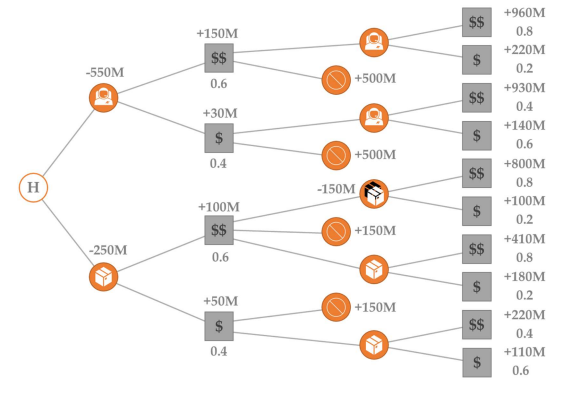 +960M
$$
0.8
+150M
$$
0.6
+220M
$
0.2
-550M
+500M
+930M
$$
0.4
+30M
$
0.4
+140M
$
0.6
+500M
H
+800M
$$
0.8
-150M
+100M
$
0.2
+100M
$$
0.6
+150M
-250M
+410M
$$
0.8
+180M
$
0.2
+50M
$
0.4
+150M
+220M
$$
0.4
+110M
$
0.6